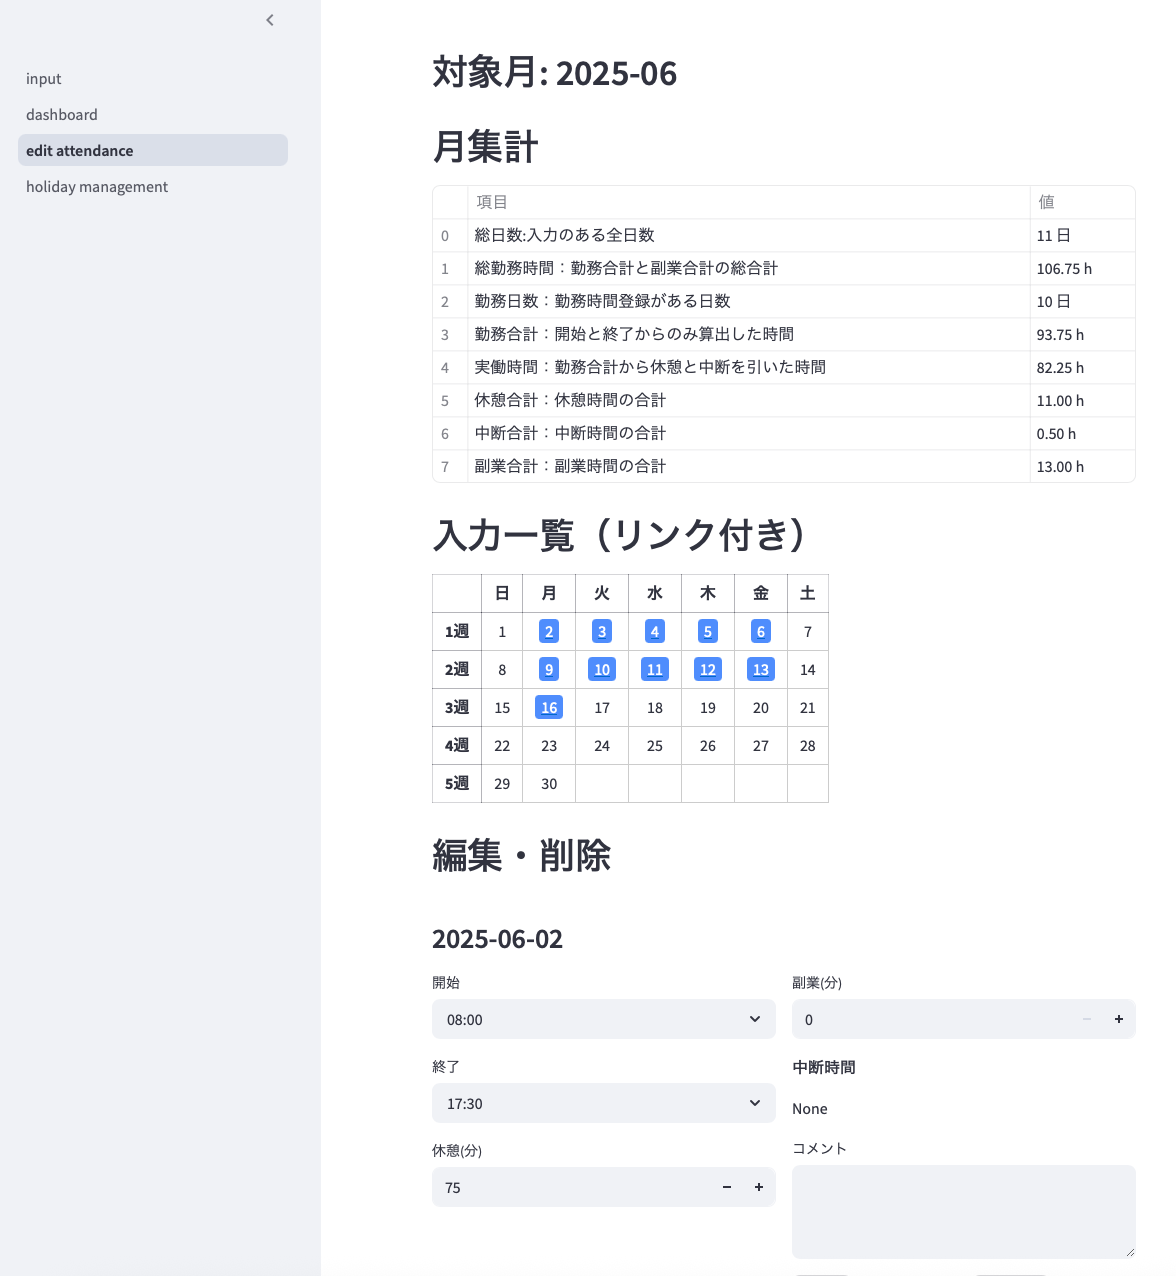 input
dashboard
edit attendance
holiday management
対象月: 2025-06
月集計
項目 値
0 総日数:入力のある全日数 11 日
1 総勤務時間：勤務合計と副業合計の総合計 106.75 h
2 勤務日数：勤務時間登録がある日数 10 日
3 勤務合計：開始と終了からのみ算出した時間 93.75 h
4 実働時間：勤務合計から休憩と中断を引いた時間 82.25 h
5 休憩合計：休憩時間の合計 11.00 h
6 中断合計：中断時間の合計 0.50 h
7 副業合計：副業時間の合計 13.00 h
入力一覧（リンク付き）
日 月 火 水 木 金 土
1週 1 2 3 4 5 6 7
2週 8 9 10 11 12 13 14
3週 15 16 17 18 19 20 21
4週 22 23 24 25 26 27 28
5週 29 30
編集・削除
2025-06-02
開始
08:00
終了
17:30
休憩(分)
75
副業(分)
0
中断時間
None
コメント